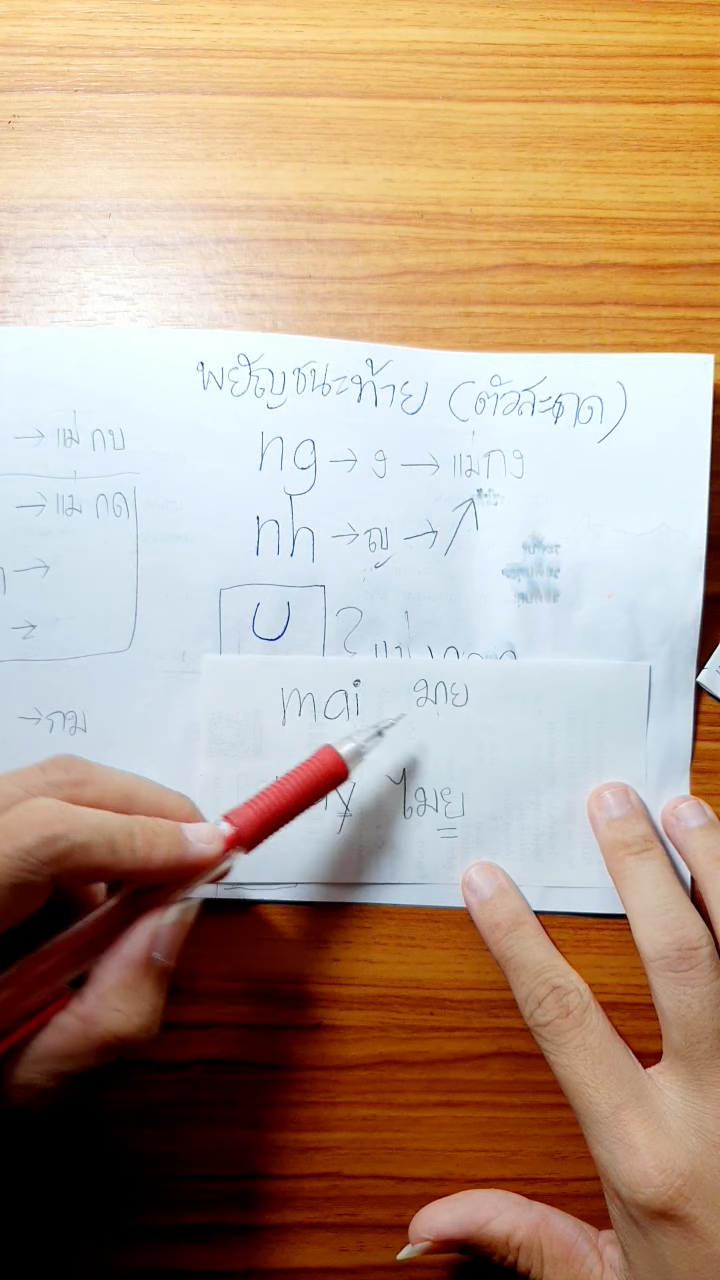 พยัญชนะท้าย (ตัวสะกด)
→ แม่ กบ
ng → ง → แม่กง
→ แม่ กด
nh → ญ → ↗
→
→
U
→ กม
mai มาย
y ไมย